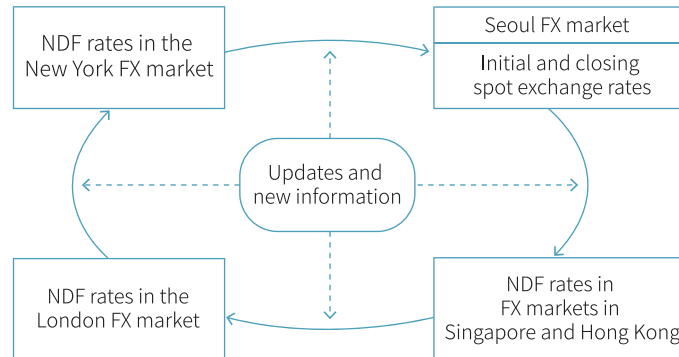 NDF rates in the
New York FX market
Seoul FX market
Initial and closing
spot exchange rates
Updates and
new information
NDF rates in the
London FX market
NDF rates in
FX markets in
Singapore and Hong Kong